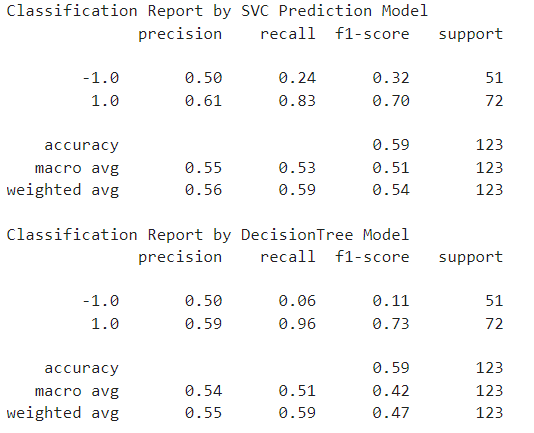 Classification Report by SVC Prediction Model
precision recall f1-score support
-1.0 0.50 0.24 0.32 51
1.0 0.61 0.83 0.70 72
accuracy 0.59 123
macro avg 0.55 0.53 0.51 123
weighted avg 0.56 0.59 0.54 123
Classification Report by DecisionTree Model
precision recall f1-score support
-1.0 0.50 0.06 0.11 51
1.0 0.59 0.96 0.73 72
accuracy 0.59 123
macro avg 0.54 0.51 0.42 123
weighted avg 0.55 0.59 0.47 123